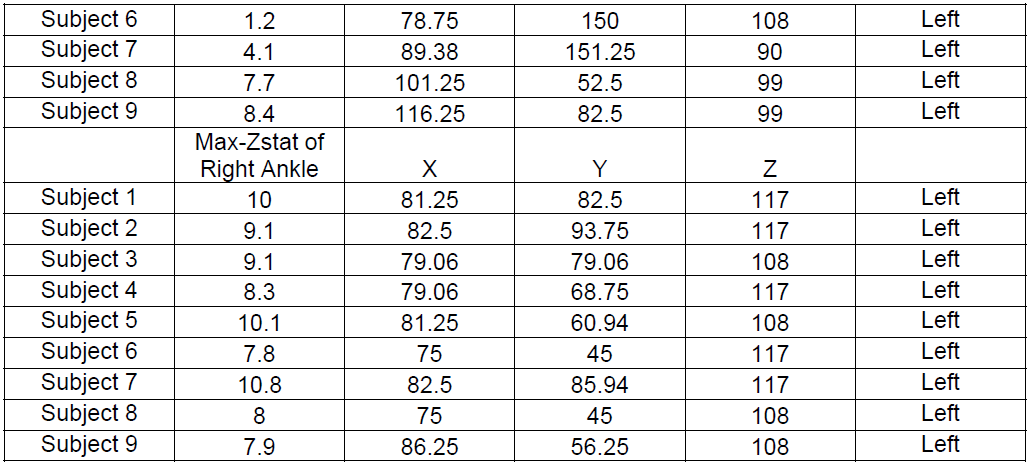 Subject 6 1.2 78.75 150 108 Left
Subject 7 4.1 89.38 151.25 90 Left
Subject 8 7.7 101.25 52.5 99 Left
Subject 9 8.4 116.25 82.5 99 Left
Max-Zstat of
Right Ankle X Y Z
Subject 1 10 81.25 82.5 117 Left
Subject 2 9.1 82.5 93.75 117 Left
Subject 3 9.1 79.06 79.06 108 Left
Subject 4 8.3 79.06 68.75 117 Left
Subject 5 10.1 81.25 60.94 108 Left
Subject 6 7.8 75 45 117 Left
Subject 7 10.8 82.5 85.94 117 Left
Subject 8 8 75 45 108 Left
Subject 9 7.9 86.25 56.25 108 Left